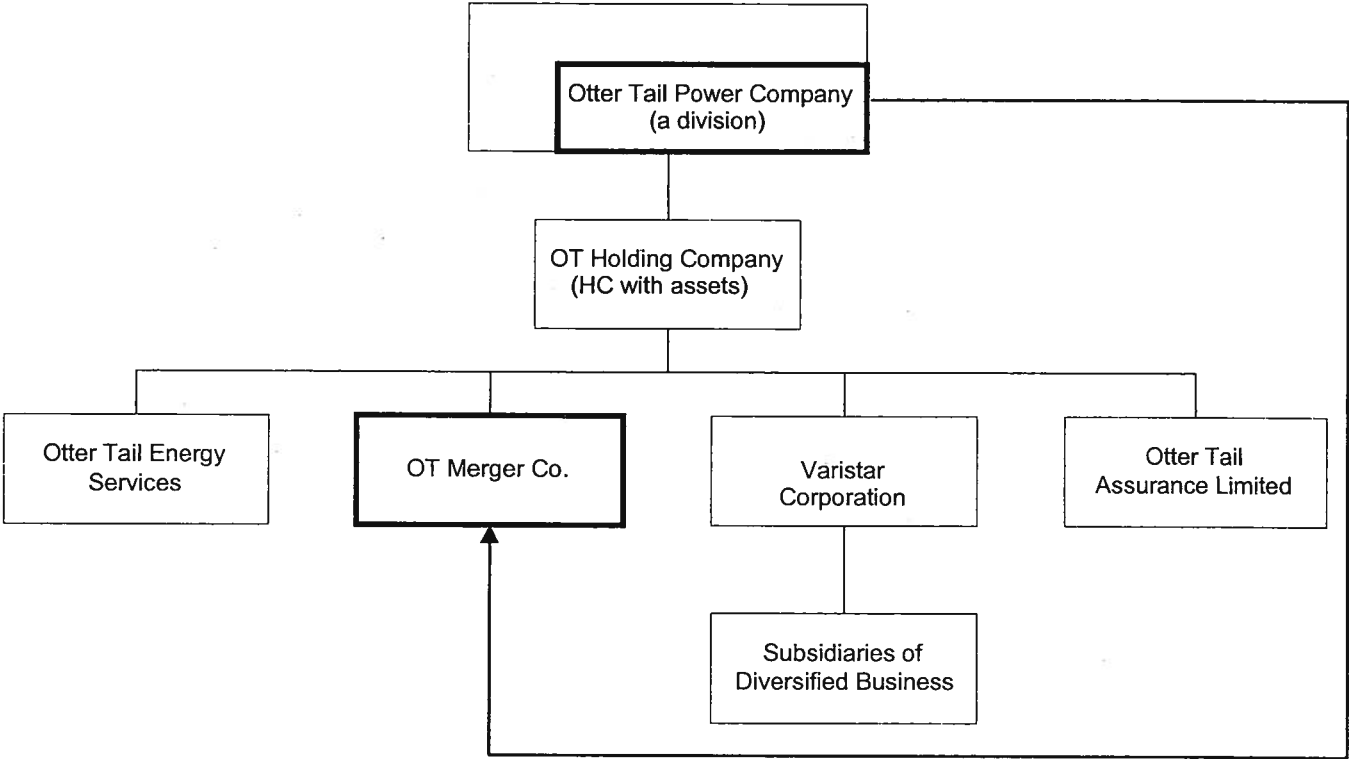 Otter Tail Power Company
(a division)
OT Holding Company
(HC with assets)
Otter Tail Energy
Services
OT Merger Co.
Varistar
Corporation
Otter Tail
Assurance Limited
Subsidiaries of
Diversified Business